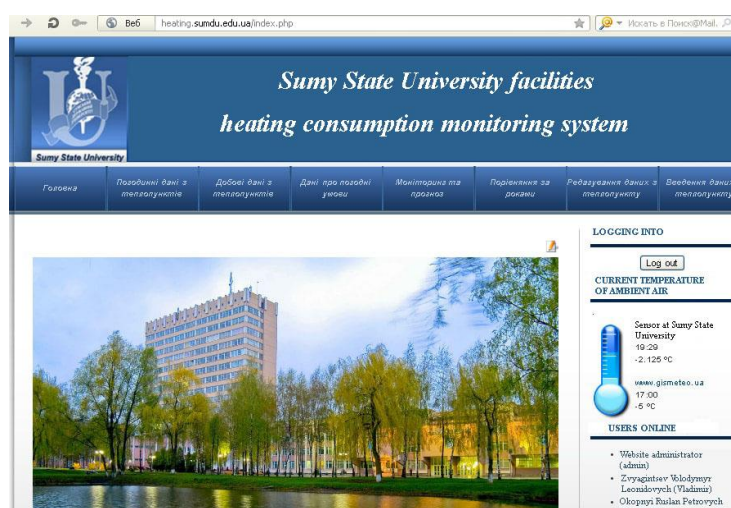 Веб heating.sumdu.edu.ua/index.php Искать в Поиск@Mail.
Sumy State University facilities
heating consumption monitoring system
Sumy State University
Головна
Погодинні дані з
теплопунктів
Добові дані з
теплопунктів
Дані про погодні
умови
Моніторинг та
прогноз
Порівняння за
роками
Редагування даних з
теплопункту
Введення даних
теплопункту
LOGGING INTO
Log out
CURRENT TEMPERATURE
OF AMBIENT AIR
Sensor at Sumy State
University
19:29
-2.125 °C
www.gismeteo.ua
17:00
-5 °C
USERS ONLINE
• Website administrator
(admin)
• Zvyagintsev Volodymyr
Leonidovych (Vladimir)
• Okopnyi Ruslan Petrovych